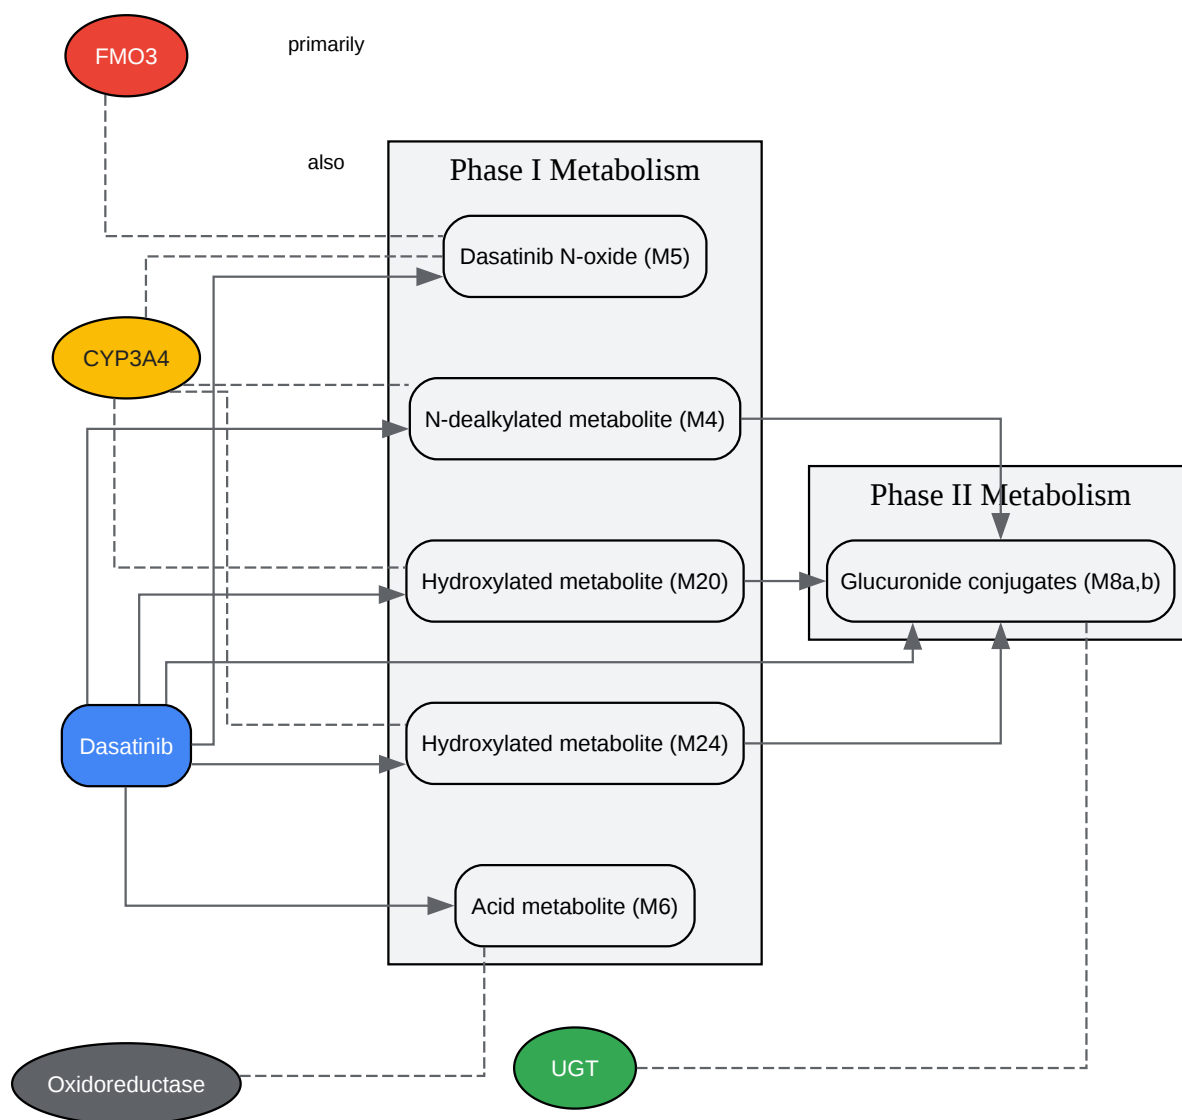 FMO3
primarily
also
Phase I Metabolism
Dasatinib N-oxide (M5)
CYP3A4
N-dealkylated metabolite (M4)
Phase II Metabolism
Hydroxylated metabolite (M20)
Glucuronide conjugates (M8a,b)
Dasatinib
Hydroxylated metabolite (M24)
Acid metabolite (M6)
Oxidoreductase
UGT